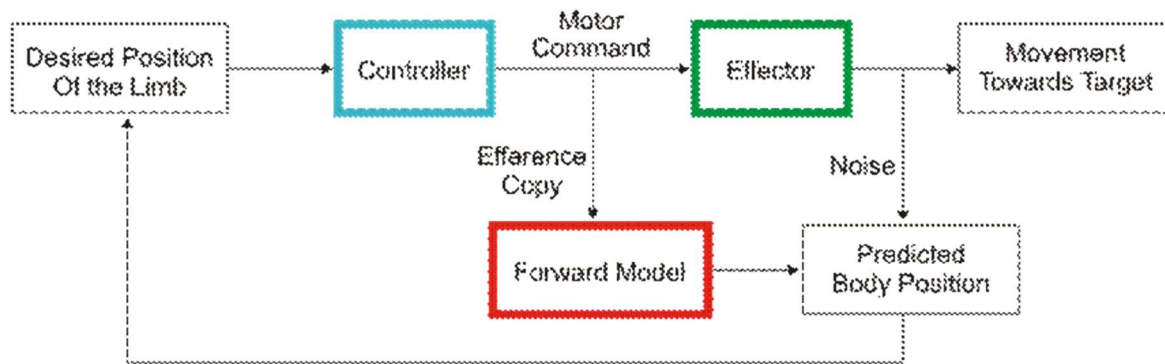 Desired Position
Of the Limb
Controller
Motor
Command
Effector
Movement
Towards Target
Efferance
Copy
Noise
Forward Model
Predicted
Body Position